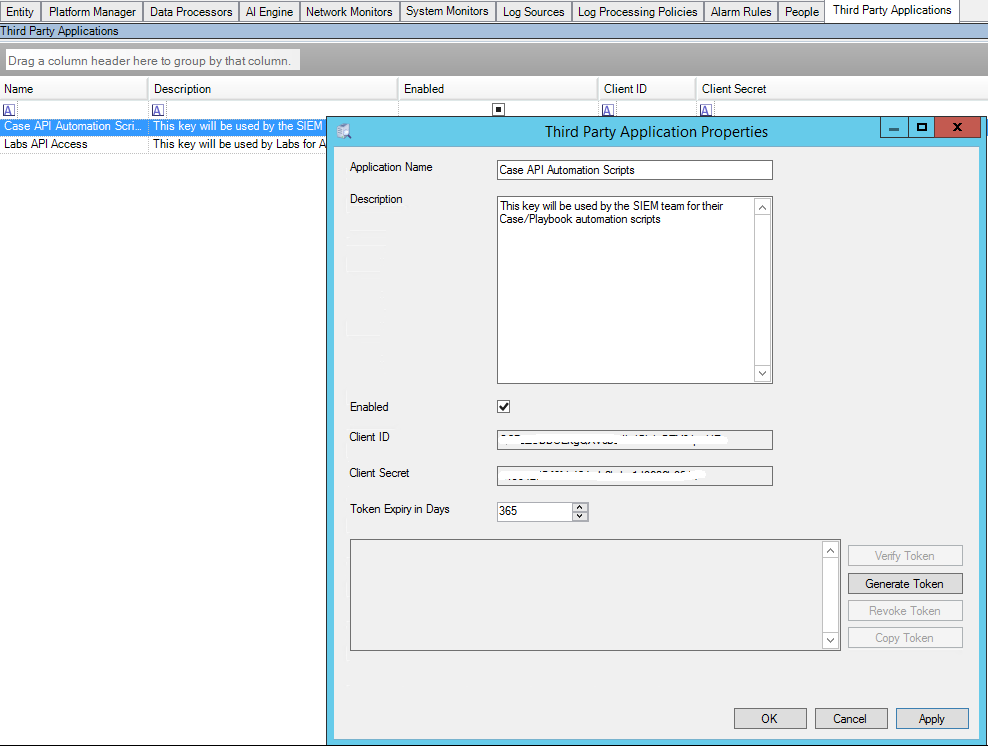 Entity Platform Manager Data Processors AI Engine Network Monitors System Monitors Log Sources Log Processing Policies Alarm Rules People Third Party Applications
Third Party Applications
Drag a column header here to group by that column.
Name Description Enabled Client ID Client Secret
A A A A
Case API Automation Scri... This key will be used by the SIEM
Labs API Access This key will be used by Labs for A
Third Party Application Properties
Application Name Case API Automation Scripts
Description This key will be used by the SIEM team for their
Case/Playbook automation scripts
Enabled
Client ID
Client Secret
Token Expiry in Days 365
Verify Token
Generate Token
Revoke Token
Copy Token
OK Cancel Apply